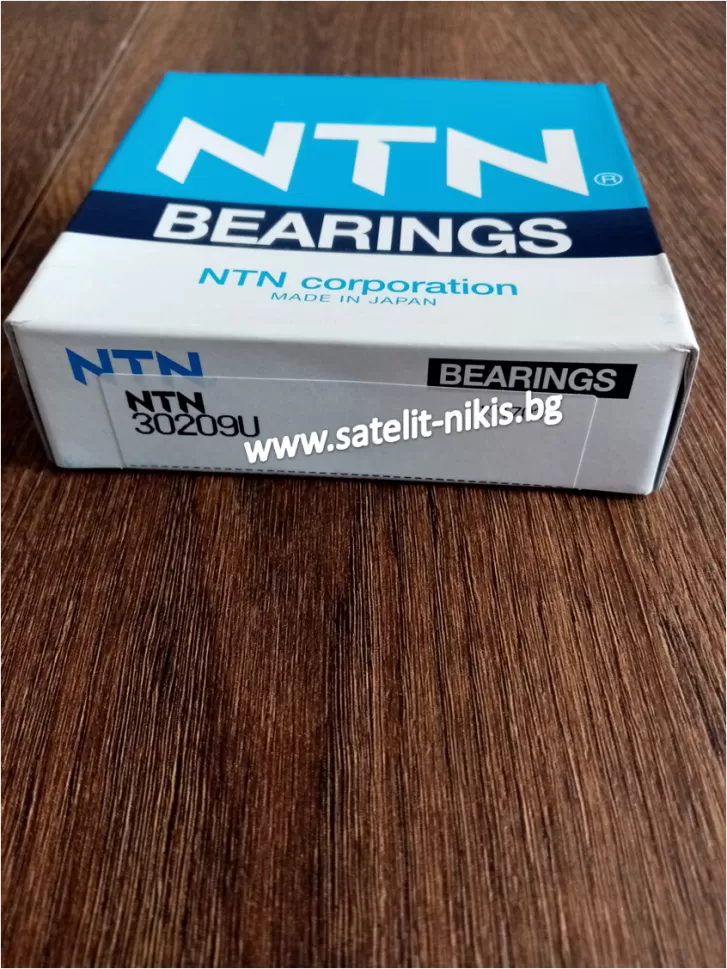 NTN®
BEARINGS
NTN corporation
MADE IN JAPAN
NTN
BEARINGS
NTN
30209U
www.satelit-nikis.bg